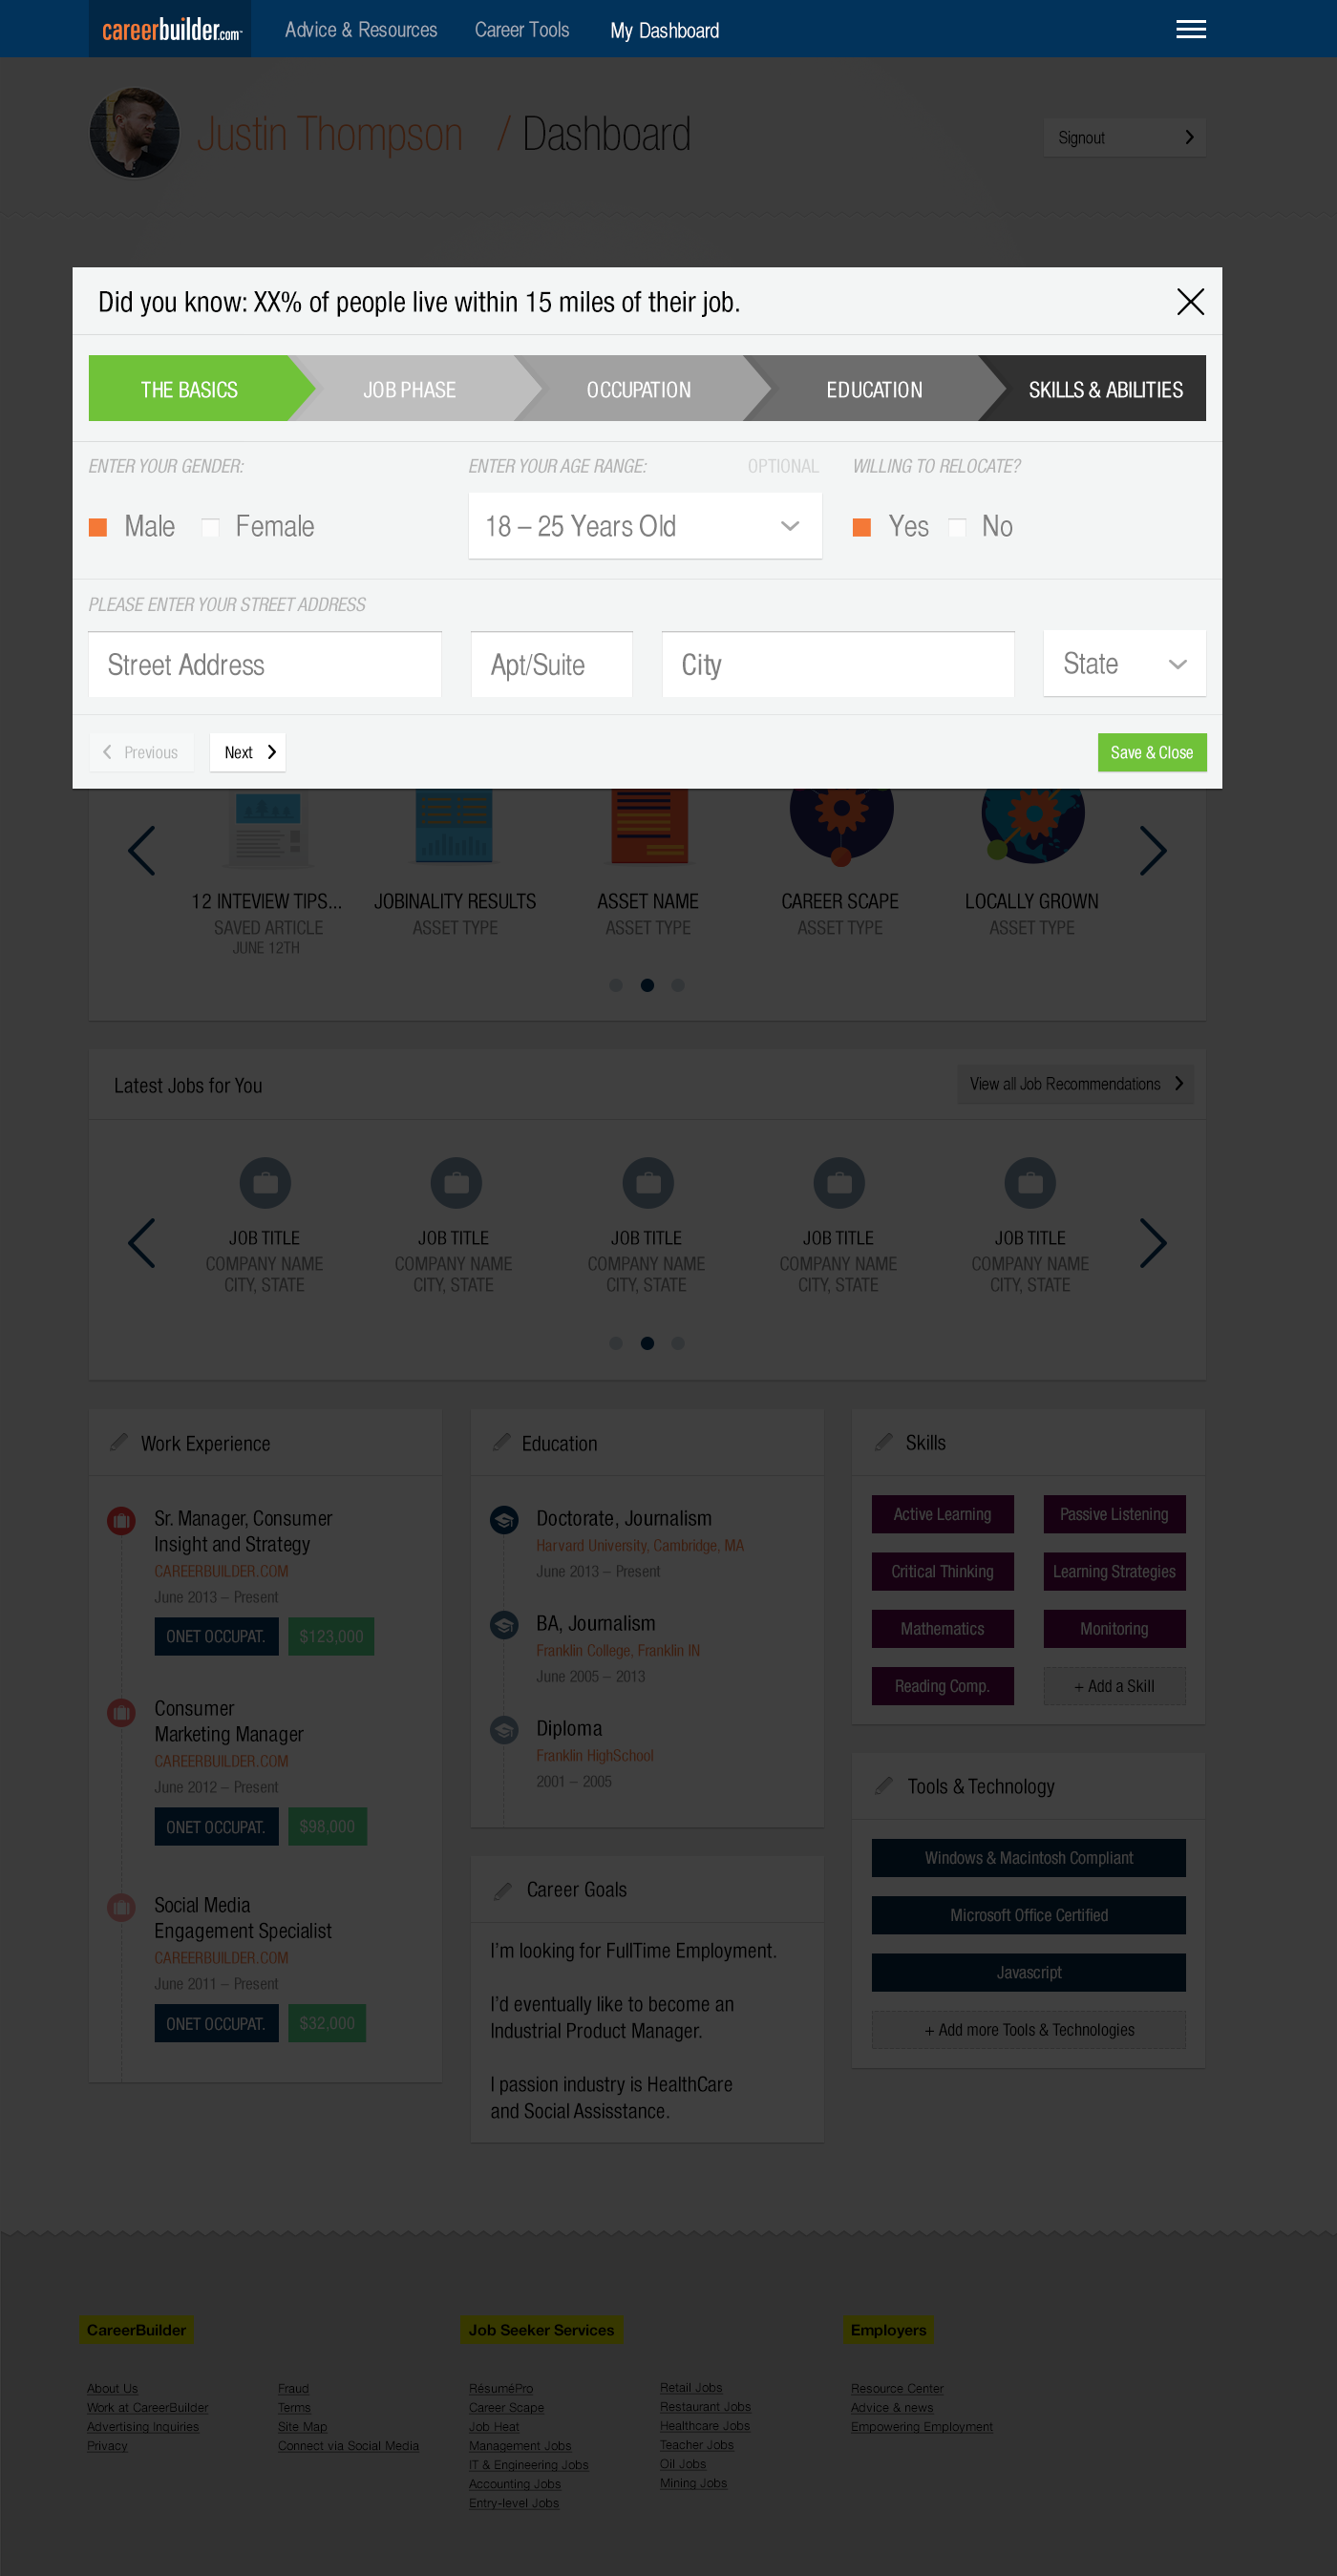 careerbuilder.com
Advice & Resources
Career Tools
My Dashboard
Justin Thompson / Dashboard
Signout
Did you know: XX% of people live within 15 miles of their job.
THE BASICS
JOB PHASE
OCCUPATION
EDUCATION
SKILLS & ABILITIES
ENTER YOUR GENDER:
Male
Female
ENTER YOUR AGE RANGE:
OPTIONAL
18 – 25 Years Old
WILLING TO RELOCATE?
Yes
No
PLEASE ENTER YOUR STREET ADDRESS
Street Address
Apt/Suite
City
State
Previous
Next
Save & Close
12 INTEVIEW TIPS...
SAVED ARTICLE
JUNE 12TH
JOBINALITY RESULTS
ASSET TYPE
ASSET NAME
ASSET TYPE
CAREER SCAPE
ASSET TYPE
LOCALLY GROWN
ASSET TYPE
Latest Jobs for You
View all Job Recommendations
JOB TITLE
COMPANY NAME
CITY, STATE
JOB TITLE
COMPANY NAME
CITY, STATE
JOB TITLE
COMPANY NAME
CITY, STATE
JOB TITLE
COMPANY NAME
CITY, STATE
JOB TITLE
COMPANY NAME
CITY, STATE
Work Experience
Sr. Manager, Consumer
Insight and Strategy
CAREERBUILDER.COM
June 2013 – Present
ONET OCCUPAT.
$123,000
Consumer
Marketing Manager
CAREERBUILDER.COM
June 2012 – Present
ONET OCCUPAT.
$98,000
Social Media
Engagement Specialist
CAREERBUILDER.COM
June 2011 – Present
ONET OCCUPAT.
$32,000
Education
Doctorate, Journalism
Harvard University, Cambridge, MA
June 2013 – Present
BA, Journalism
Franklin College, Franklin IN
June 2005 – 2013
Diploma
Franklin HighSchool
2001 – 2005
Career Goals
I'm looking for FullTime Employment.
I'd eventually like to become an
Industrial Product Manager.
I passion industry is HealthCare
and Social Assisstance.
Skills
Active Learning
Passive Listening
Critical Thinking
Learning Strategies
Mathematics
Monitoring
Reading Comp.
+ Add a Skill
Tools & Technology
Windows & Macintosh Compliant
Microsoft Office Certified
Javascript
+ Add more Tools & Technologies
CareerBuilder
About Us
Work at CareerBuilder
Advertising Inquiries
Privacy
Fraud
Terms
Site Map
Connect via Social Media
Job Seeker Services
RésuméPro
Career Scape
Job Heat
Management Jobs
IT & Engineering Jobs
Accounting Jobs
Entry-level Jobs
Retail Jobs
Restaurant Jobs
Healthcare Jobs
Teacher Jobs
Oil Jobs
Mining Jobs
Employers
Resource Center
Advice & news
Empowering Employment